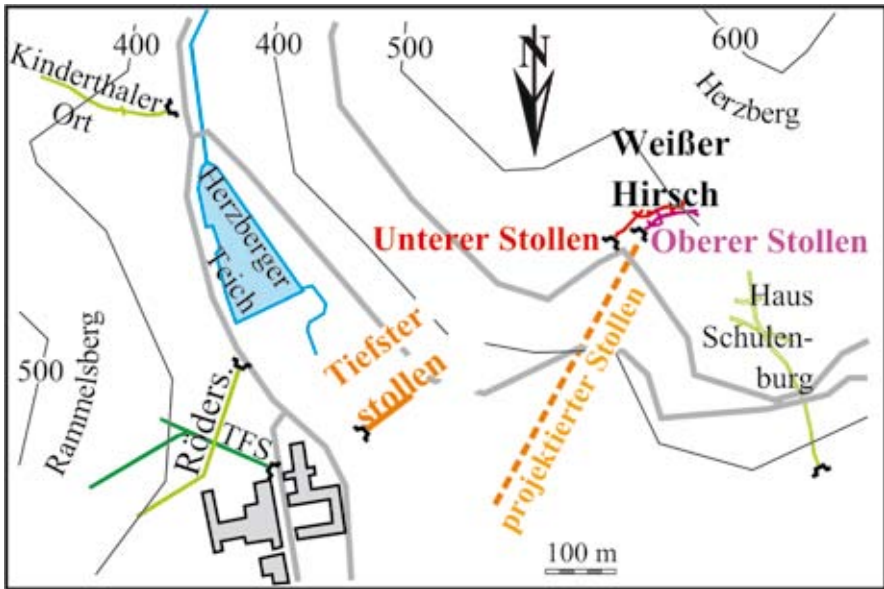 400
400
500
600
N
Kinderthaler
Ort
Herzberg
Weißer
Hirsch
Herzberger
Teich
Unterer Stollen
Oberer Stollen
Tiefster
stollen
projektierter Stollen
Haus
Schulen-
burg
500
Rammelsberg
Röders.
TFS
100 m